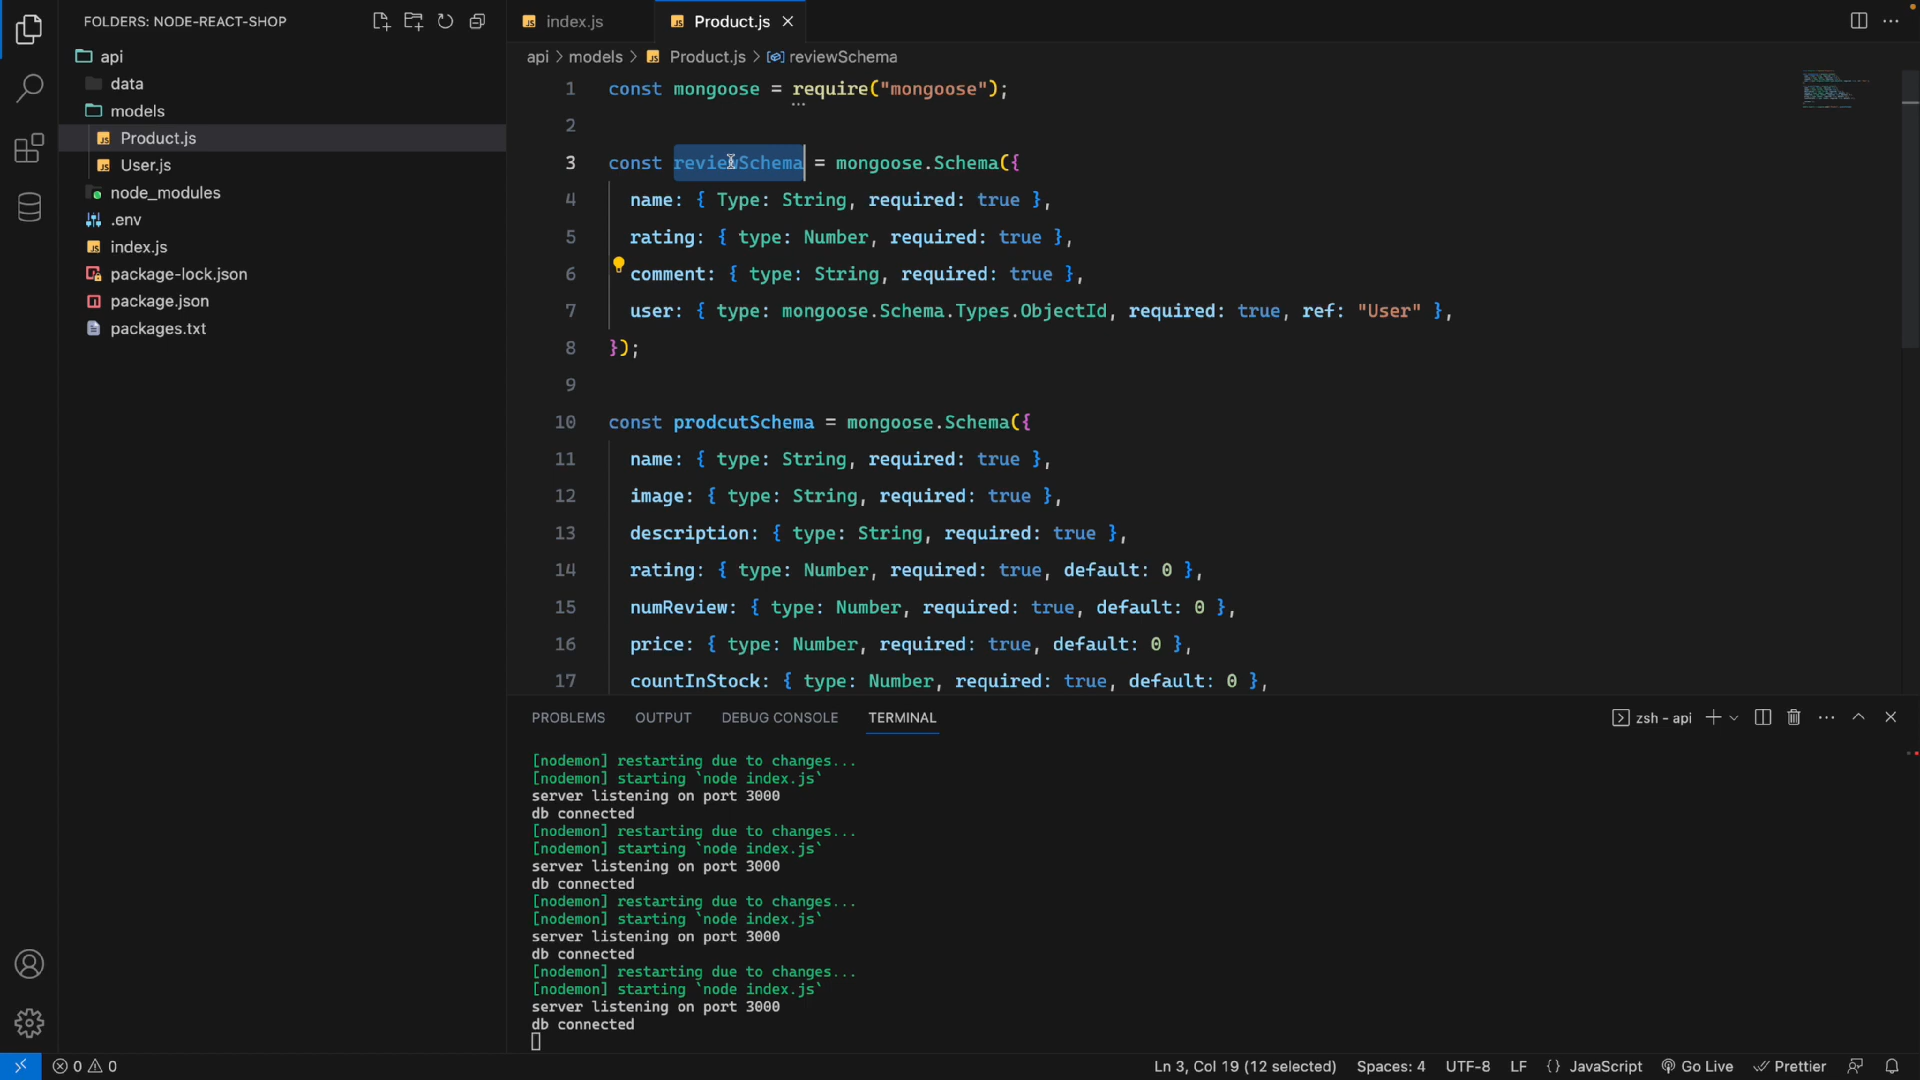 FOLDERS: NODE-REACT-SHOP
api
data
models
Product.js
User.js
node_modules
.env
index.js
package-lock.json
package.json
packages.txt
index.js
Product.js
api > models > Product.js > reviewSchema
1 const mongoose = require("mongoose");
2
3 const reviewSchema = mongoose.Schema({
4 name: { Type: String, required: true },
5 rating: { type: Number, required: true },
6 comment: { type: String, required: true },
7 user: { type: mongoose.Schema.Types.ObjectId, required: true, ref: "User" },
8 });
9
10 const prodcutSchema = mongoose.Schema({
11 name: { type: String, required: true },
12 image: { type: String, required: true },
13 description: { type: String, required: true },
14 rating: { type: Number, required: true, default: 0 },
15 numReview: { type: Number, required: true, default: 0 },
16 price: { type: Number, required: true, default: 0 },
17 countInStock: { type: Number, required: true, default: 0 },
PROBLEMS OUTPUT DEBUG CONSOLE TERMINAL
zsh - api
[nodemon] restarting due to changes...
[nodemon] starting `node index.js`
server listening on port 3000
db connected
[nodemon] restarting due to changes...
[nodemon] starting `node index.js`
server listening on port 3000
db connected
[nodemon] restarting due to changes...
[nodemon] starting `node index.js`
server listening on port 3000
db connected
[nodemon] restarting due to changes...
[nodemon] starting `node index.js`
server listening on port 3000
db connected
0 0 Ln 3, Col 19 (12 selected) Spaces: 4 UTF-8 LF {} JavaScript Go Live Prettier